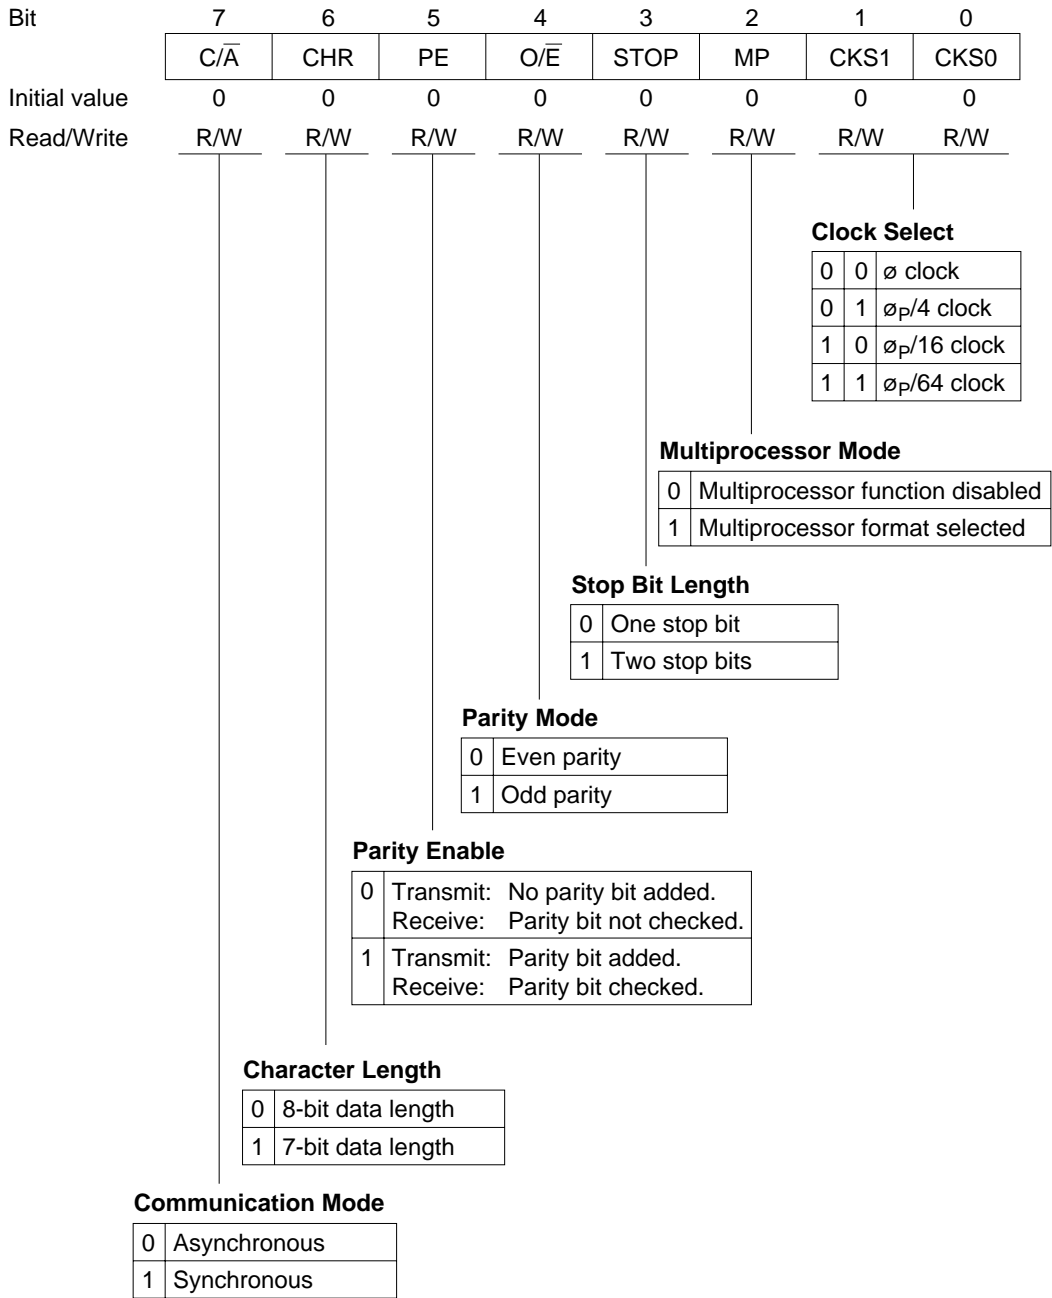 Bit 7 6 5 4 3 2 1 0
C/A̅ CHR PE O/E̅ STOP MP CKS1 CKS0
Initial value 0 0 0 0 0 0 0 0
Read/Write R/W R/W R/W R/W R/W R/W R/W R/W
Clock Select
0 0 ø clock
0 1 øP/4 clock
1 0 øP/16 clock
1 1 øP/64 clock
Multiprocessor Mode
0 Multiprocessor function disabled
1 Multiprocessor format selected
Stop Bit Length
0 One stop bit
1 Two stop bits
Parity Mode
0 Even parity
1 Odd parity
Parity Enable
0 Transmit: No parity bit added.
Receive: Parity bit not checked.
1 Transmit: Parity bit added.
Receive: Parity bit checked.
Character Length
0 8-bit data length
1 7-bit data length
Communication Mode
0 Asynchronous
1 Synchronous